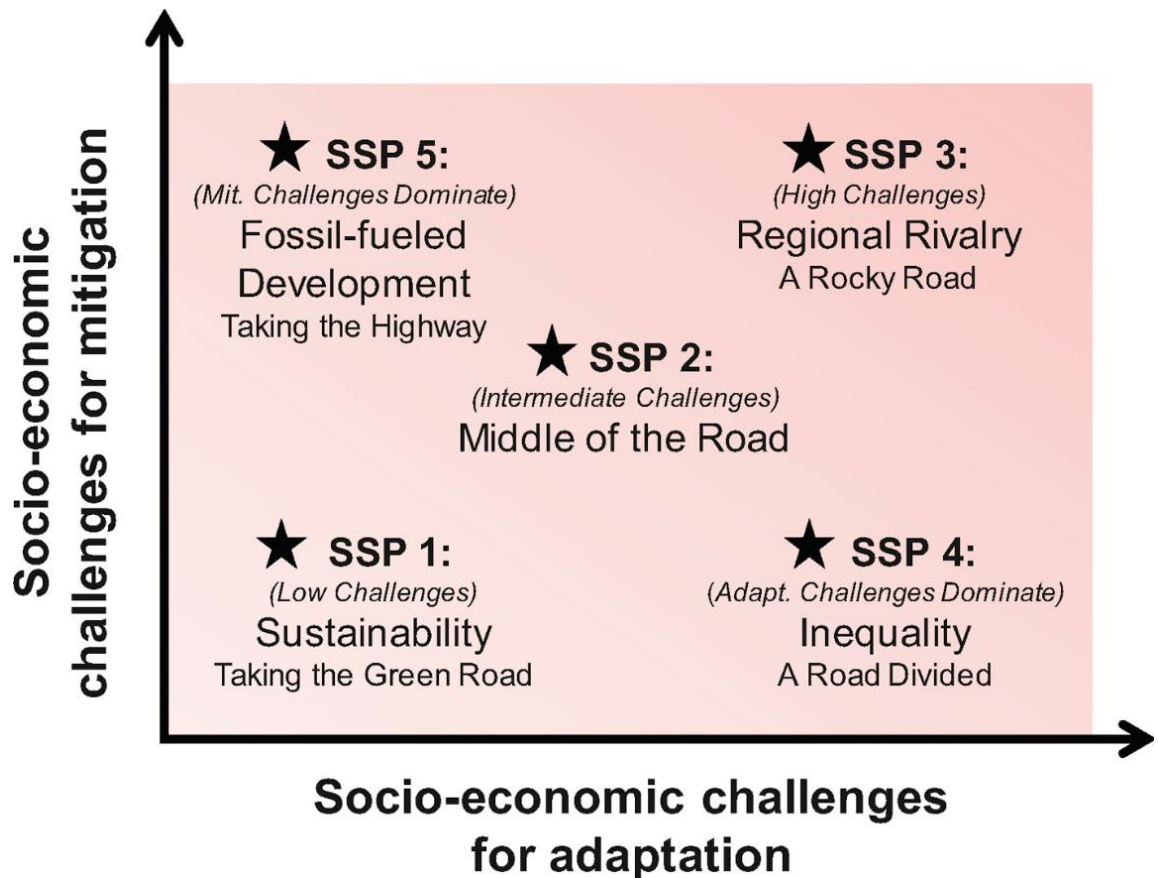 Socio-economic
challenges for mitigation
SSP 5:
(Mit. Challenges Dominate)
Fossil-fueled
Development
Taking the Highway
SSP 3:
(High Challenges)
Regional Rivalry
A Rocky Road
SSP 2:
(Intermediate Challenges)
Middle of the Road
SSP 1:
(Low Challenges)
Sustainability
Taking the Green Road
SSP 4:
(Adapt. Challenges Dominate)
Inequality
A Road Divided
Socio-economic challenges
for adaptation